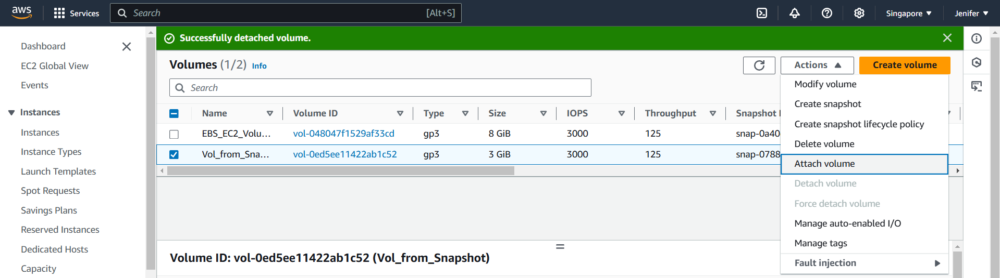 aws Services Search [Alt+S] Singapore Jenifer
Dashboard
EC2 Global View
Events
Instances
Instances
Instance Types
Launch Templates
Spot Requests
Savings Plans
Reserved Instances
Dedicated Hosts
Capacity
Successfully detached volume.
Volumes (1/2) Info
Actions
Create volume
Search
Name Volume ID Type Size IOPS Throughput Snapshot
EBS_EC2_Volu... vol-048047f1529af33cd gp3 8 GiB 3000 125 snap-0a40
Vol_from_Sna... vol-0ed5ee11422ab1c52 gp3 3 GiB 3000 125 snap-0788
Modify volume
Create snapshot
Create snapshot lifecycle policy
Delete volume
Attach volume
Detach volume
Force detach volume
Manage auto-enabled I/O
Manage tags
Fault injection
Volume ID: vol-0ed5ee11422ab1c52 (Vol_from_Snapshot)